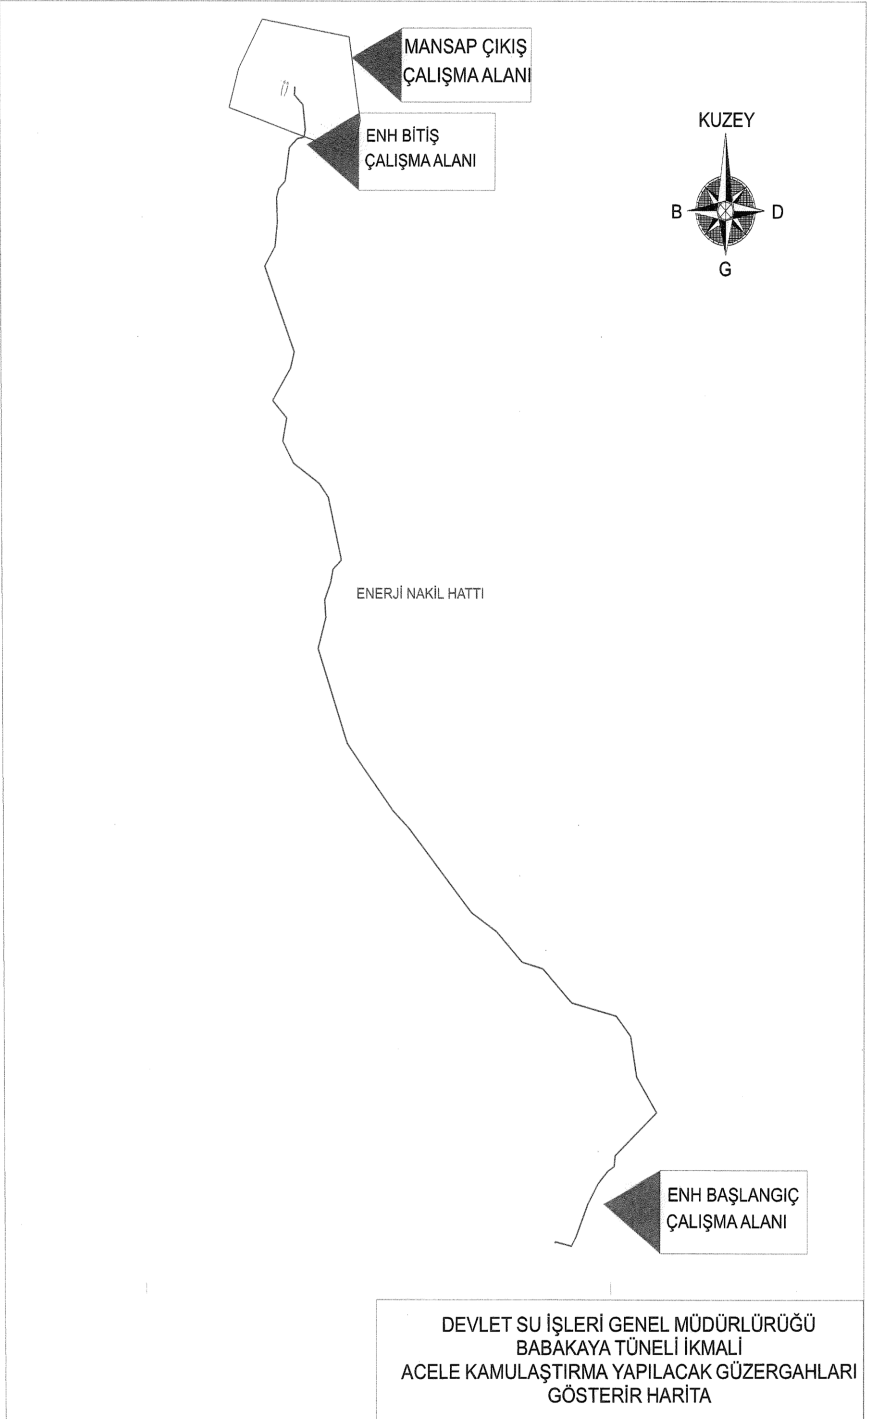 MANSAP ÇIKIŞ
ÇALIŞMA ALANI
ENH BİTİŞ
ÇALIŞMA ALANI
KUZEY
B
D
G
ENERJİ NAKİL HATTI
ENH BAŞLANGIÇ
ÇALIŞMA ALANI
DEVLET SU İŞLERİ GENEL MÜDÜRLÜRÜĞÜ
BABAKAYA TÜNELİ İKMALİ
ACELE KAMULAŞTIRMA YAPILACAK GÜZERGAHLARI
GÖSTERİR HARİTA